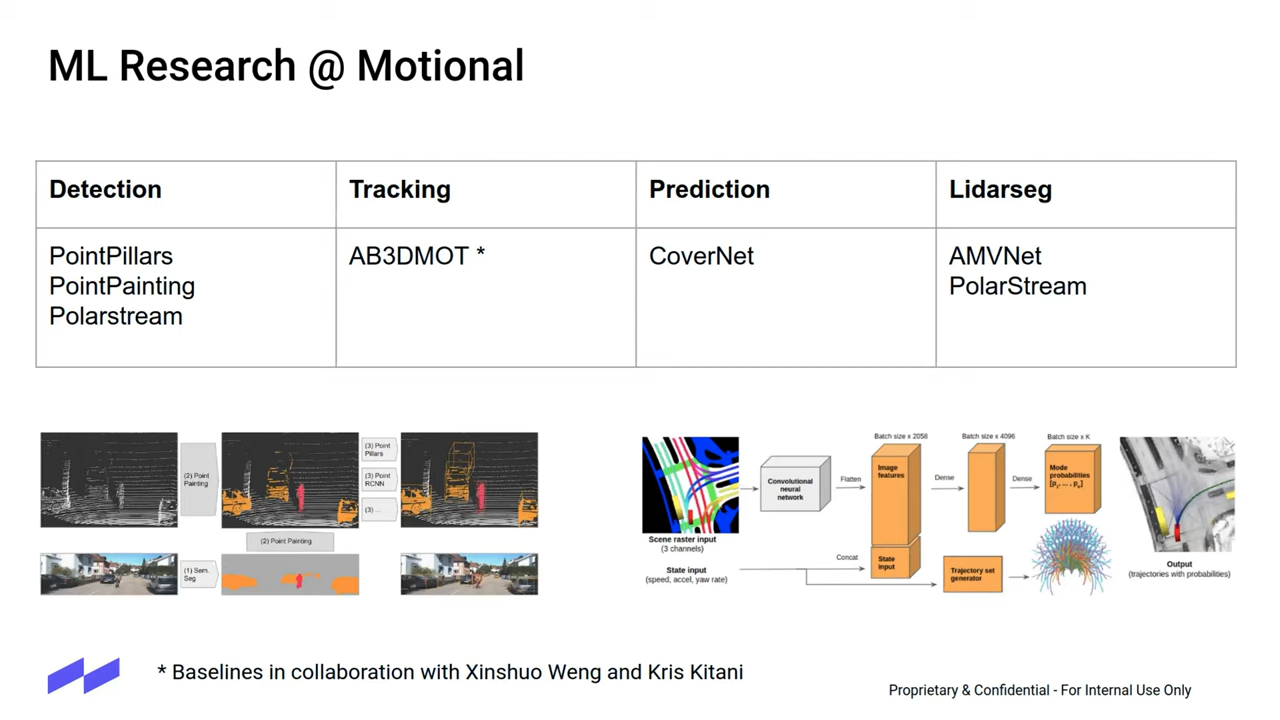 ML Research @ Motional
Detection
Tracking
Prediction
Lidarseg
PointPillars
PointPainting
Polarstream
AB3DMOT *
CoverNet
AMVNet
PolarStream
(2) Point
Painting
(3) Point
Pillars
(3) Point
RCNN
(3) ...
(2) Point Painting
(1) Sem.
Seg
Scene raster input
(3 channels)
State input
(speed, accel, yaw rate)
Convolutional
neural
network
Flatten
Concat
Batch size x 2058
Image
features
State
input
Dense
Batch size x 4096
Dense
Batch size x K
Mode
probabilities
Trajectory set
generator
Output
(trajectories with probabilities)
* Baselines in collaboration with Xinshuo Weng and Kris Kitani
Proprietary & Confidential - For Internal Use Only